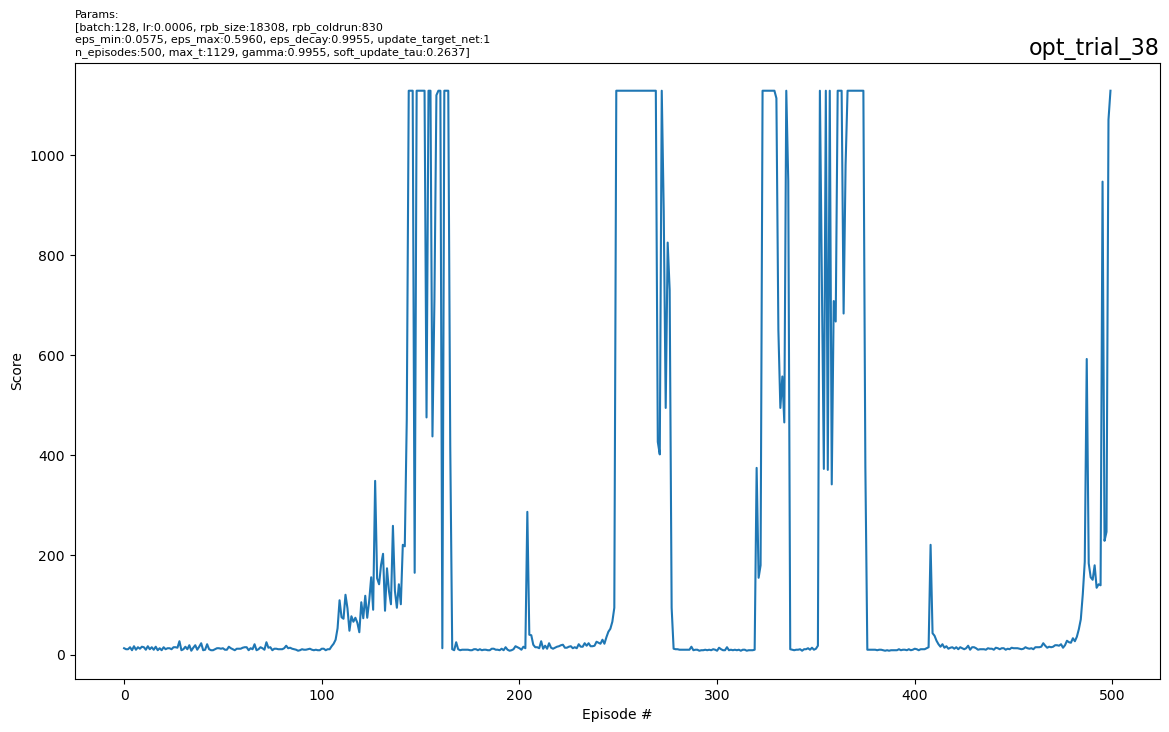 Params:
[batch:128, lr:0.0006, rpb_size:18308, rpb_coldrun:830
eps_min:0.0575, eps_max:0.5960, eps_decay:0.9955, update_target_net:1
n_episodes:500, max_t:1129, gamma:0.9955, soft_update_tau:0.2637]
opt_trial_38
1000
800
600
400
200
0
Score
0 100 200 300 400 500
Episode #